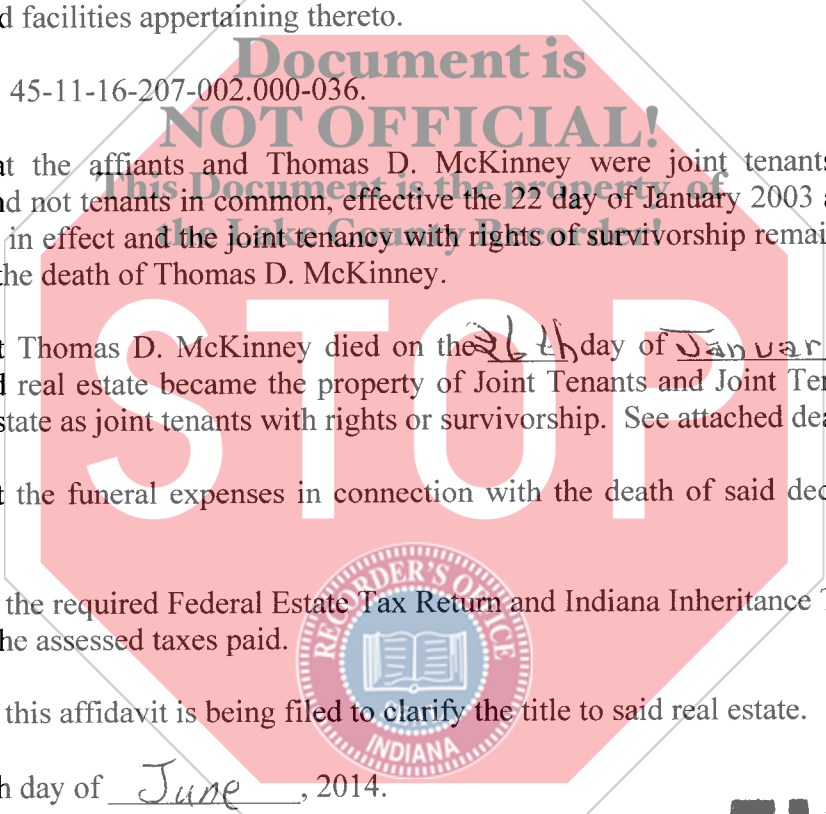 d facilities appertaining thereto.
Document is
45-11-16-207-002.000-036.
NOT OFFICIAL!
at the affiants and Thomas D. McKinney were joint tenants
This Document is the property of
nd not tenants in common, effective the 22 day of January 2003 a
the Lake County Recorder!
in effect and the joint tenancy with rights of survivorship remai
the death of Thomas D. McKinney.
STOP
t Thomas D. McKinney died on the 26th day of Januar
d real estate became the property of Joint Tenants and Joint Ten
state as joint tenants with rights or survivorship. See attached dea
t the funeral expenses in connection with the death of said dec
RECORDER'S OFFICE
the required Federal Estate Tax Return and Indiana Inheritance T
he assessed taxes paid.
this affidavit is being filed to clarify the title to said real estate.
INDIANA
h day of June, 2014.